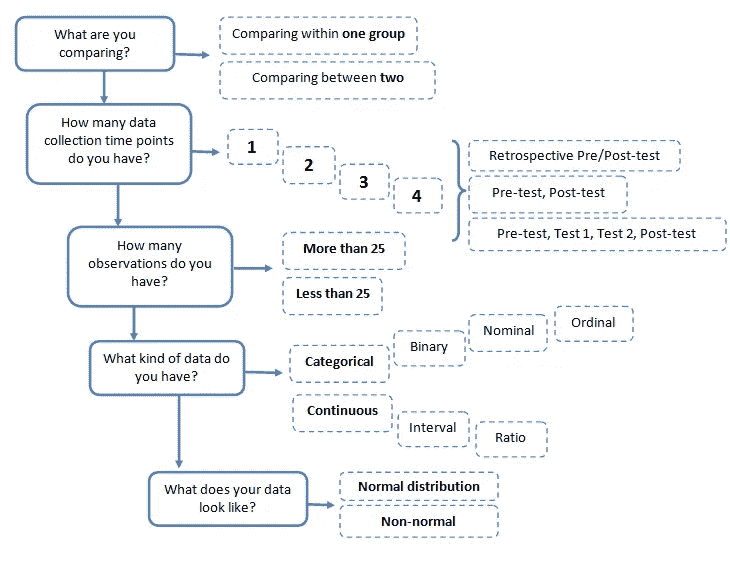 What are you
comparing?
Comparing within one group
Comparing between two
How many data
collection time points
do you have?
1
2
3
4
Retrospective Pre/Post-test
Pre-test, Post-test
Pre-test, Test 1, Test 2, Post-test
How many
observations do you
have?
More than 25
Less than 25
What kind of data do
you have?
Categorical
Binary
Nominal
Ordinal
Continuous
Interval
Ratio
What does your data
look like?
Normal distribution
Non-normal